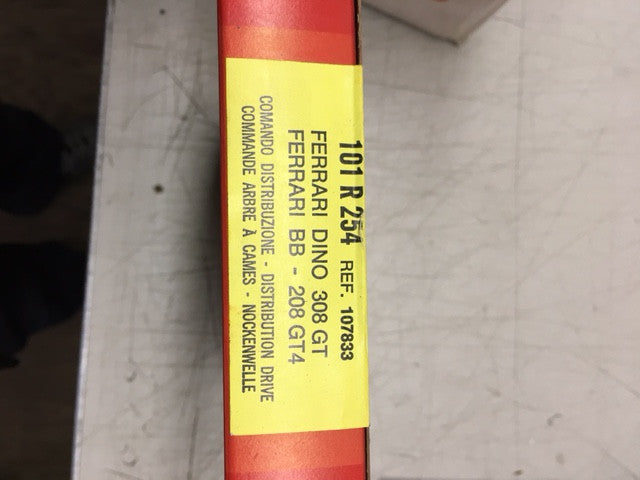 101 R 254 REF. 107833
FERRARI DINO 308 GT
FERRARI BB - 208 GT4
COMANDO DISTRIBUZIONE - DISTRIBUTION DRIVE
COMMANDE ARBRE À CAMES - NOCKENWELLE